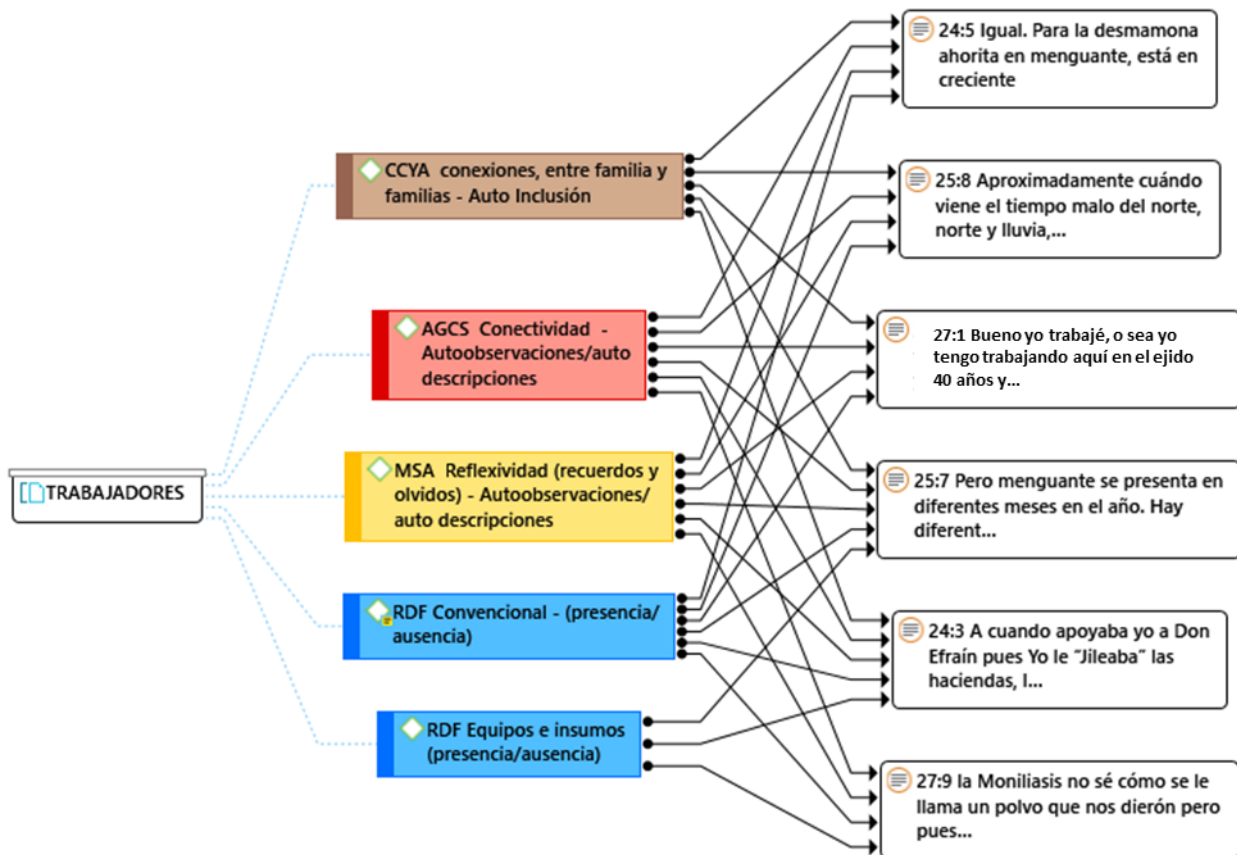 TRABAJADORES
CCYA conexiones, entre familia y
familias - Auto Inclusión
AGCS Conectividad -
Autoobservaciones/auto
descripciones
MSA Reflexividad (recuerdos y
olvidos) - Autoobservaciones/
auto descripciones
RDF Convencional - (presencia/
ausencia)
RDF Equipos e insumos
(presencia/ausencia)
24:5 Igual. Para la desmamona
ahorita en menguante, está en
creciente
25:8 Aproximadamente cuándo
viene el tiempo malo del norte,
norte y lluvia,...
27:1 Bueno yo trabajé, o sea yo
tengo trabajando aquí en el ejido
40 años y...
25:7 Pero menguante se presenta en
diferentes meses en el año. Hay
diferent...
24:3 A cuando apoyaba yo a Don
Efraín pues Yo le ˝Jileaba˝ las
haciendas, l...
27:9 la Moniliasis no sé cómo se le
llama un polvo que nos dierón pero
pues...